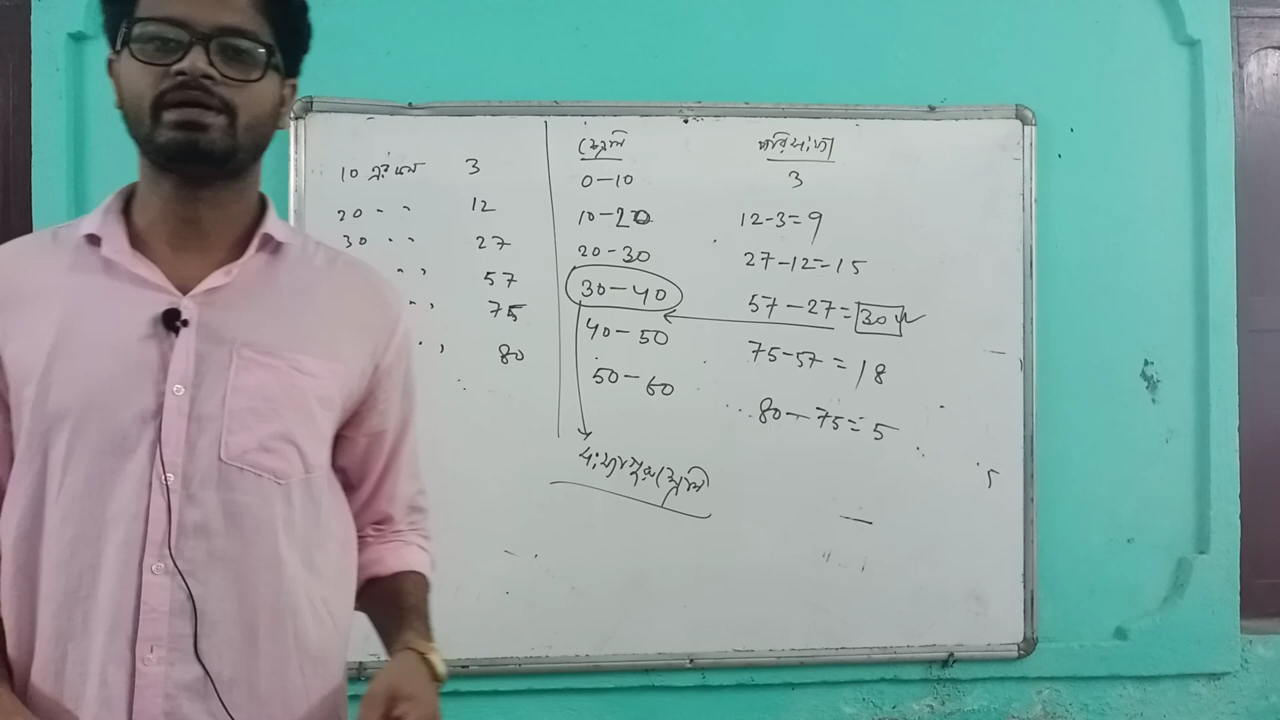 10 এর কম 3
20 " " 12
30 " " 27
" " 57
" " 75
" " 80
শ্রেণি পরিসংখ্যা
0-10 3
10-20 12-3=9
20-30 27-12=15
30-40 57-27=30
40-50 75-57=18
50-60 80-75=5
সংখ্যাগুরু শ্রেণি